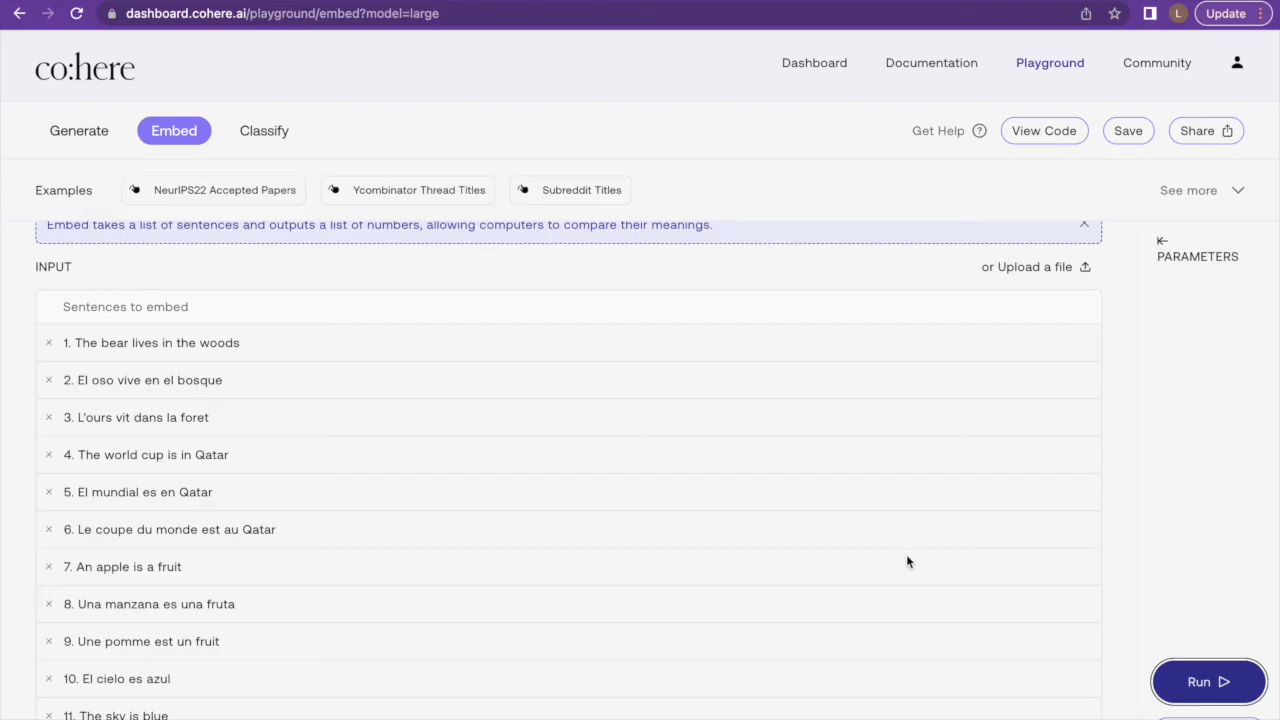 dashboard.cohere.ai/playground/embed?model=large
L
Update
co:here
Dashboard
Documentation
Playground
Community
Generate
Embed
Classify
Get Help ?
View Code
Save
Share
Examples
NeurIPS22 Accepted Papers
Ycombinator Thread Titles
Subreddit Titles
See more
Embed takes a list of sentences and outputs a list of numbers, allowing computers to compare their meanings.
PARAMETERS
INPUT
or Upload a file
Sentences to embed
1. The bear lives in the woods
2. El oso vive en el bosque
3. L'ours vit dans la foret
4. The world cup is in Qatar
5. El mundial es en Qatar
6. Le coupe du monde est au Qatar
7. An apple is a fruit
8. Una manzana es una fruta
9. Une pomme est un fruit
10. El cielo es azul
11. The sky is blue
Run